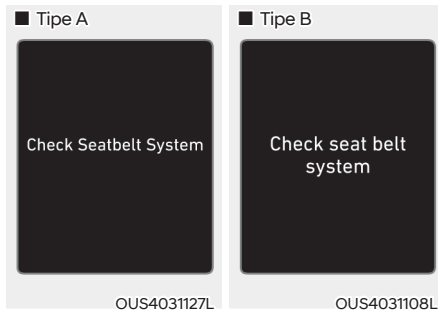 ■ Tipe A
Check Seatbelt System
OUS4031127L
■ Tipe B
Check seat belt
system
OUS4031108L